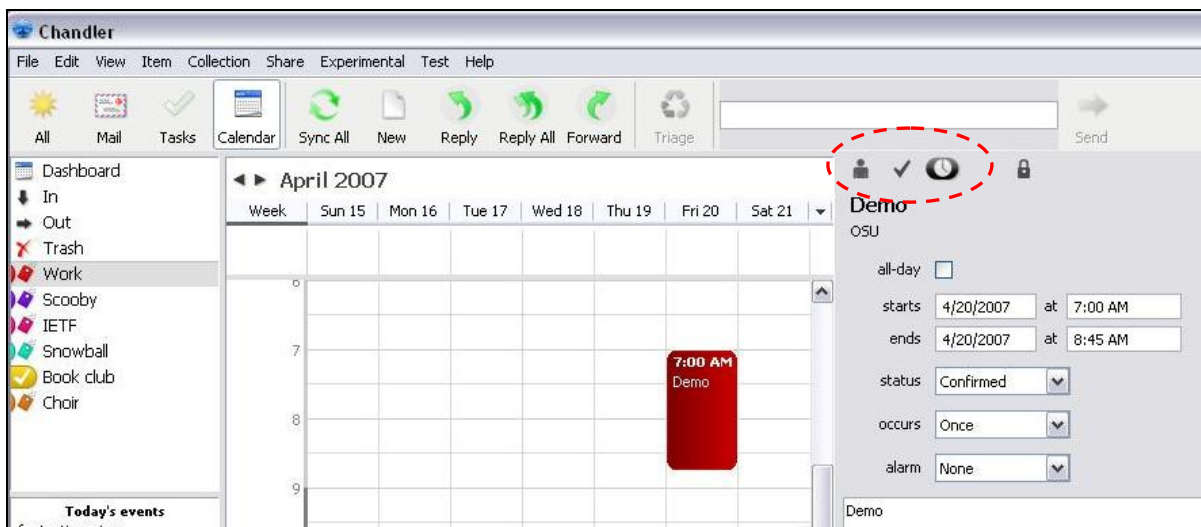 Chandler
File Edit View Item Collection Share Experimental Test Help
All Mail Tasks Calendar Sync All New Reply Reply All Forward Triage Send
Dashboard
In
Out
Trash
Work
Scooby
IETF
Snowball
Book club
Choir
Today's events
April 2007
Week Sun 15 Mon 16 Tue 17 Wed 18 Thu 19 Fri 20 Sat 21
7
8
9
7:00 AM
Demo
Demo
OSU
all-day
starts 4/20/2007 at 7:00 AM
ends 4/20/2007 at 8:45 AM
status Confirmed
occurs Once
alarm None
Demo